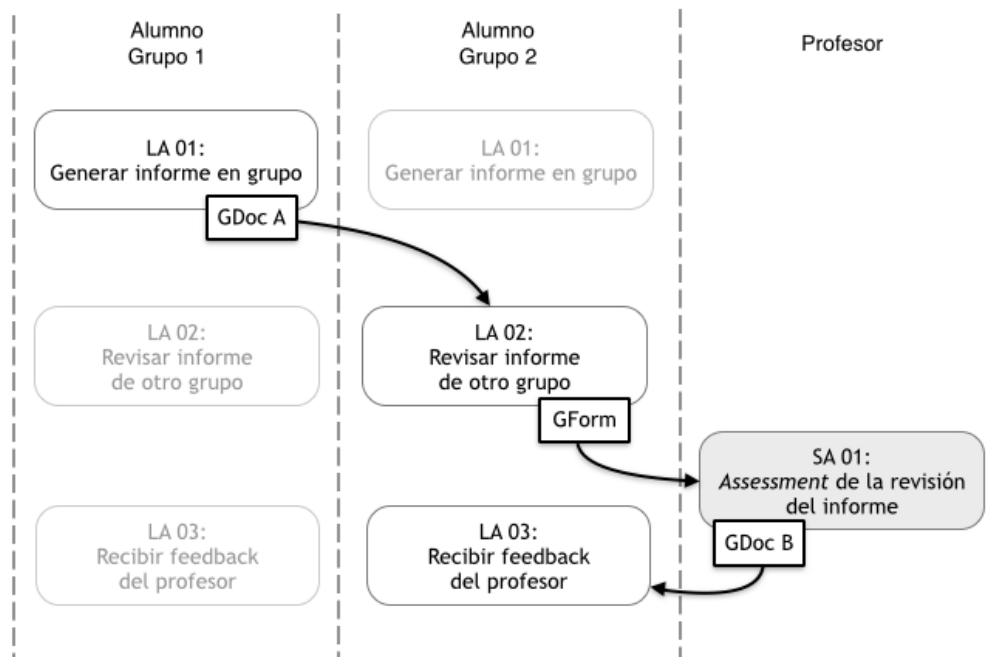 Alumno
Grupo 1
Alumno
Grupo 2
Profesor
LA 01:
Generar informe en grupo
GDoc A
LA 01:
Generar informe en grupo
LA 02:
Revisar informe
de otro grupo
LA 02:
Revisar informe
de otro grupo
GForm
SA 01:
Assessment de la revisión
del informe
GDoc B
LA 03:
Recibir feedback
del profesor
LA 03:
Recibir feedback
del profesor